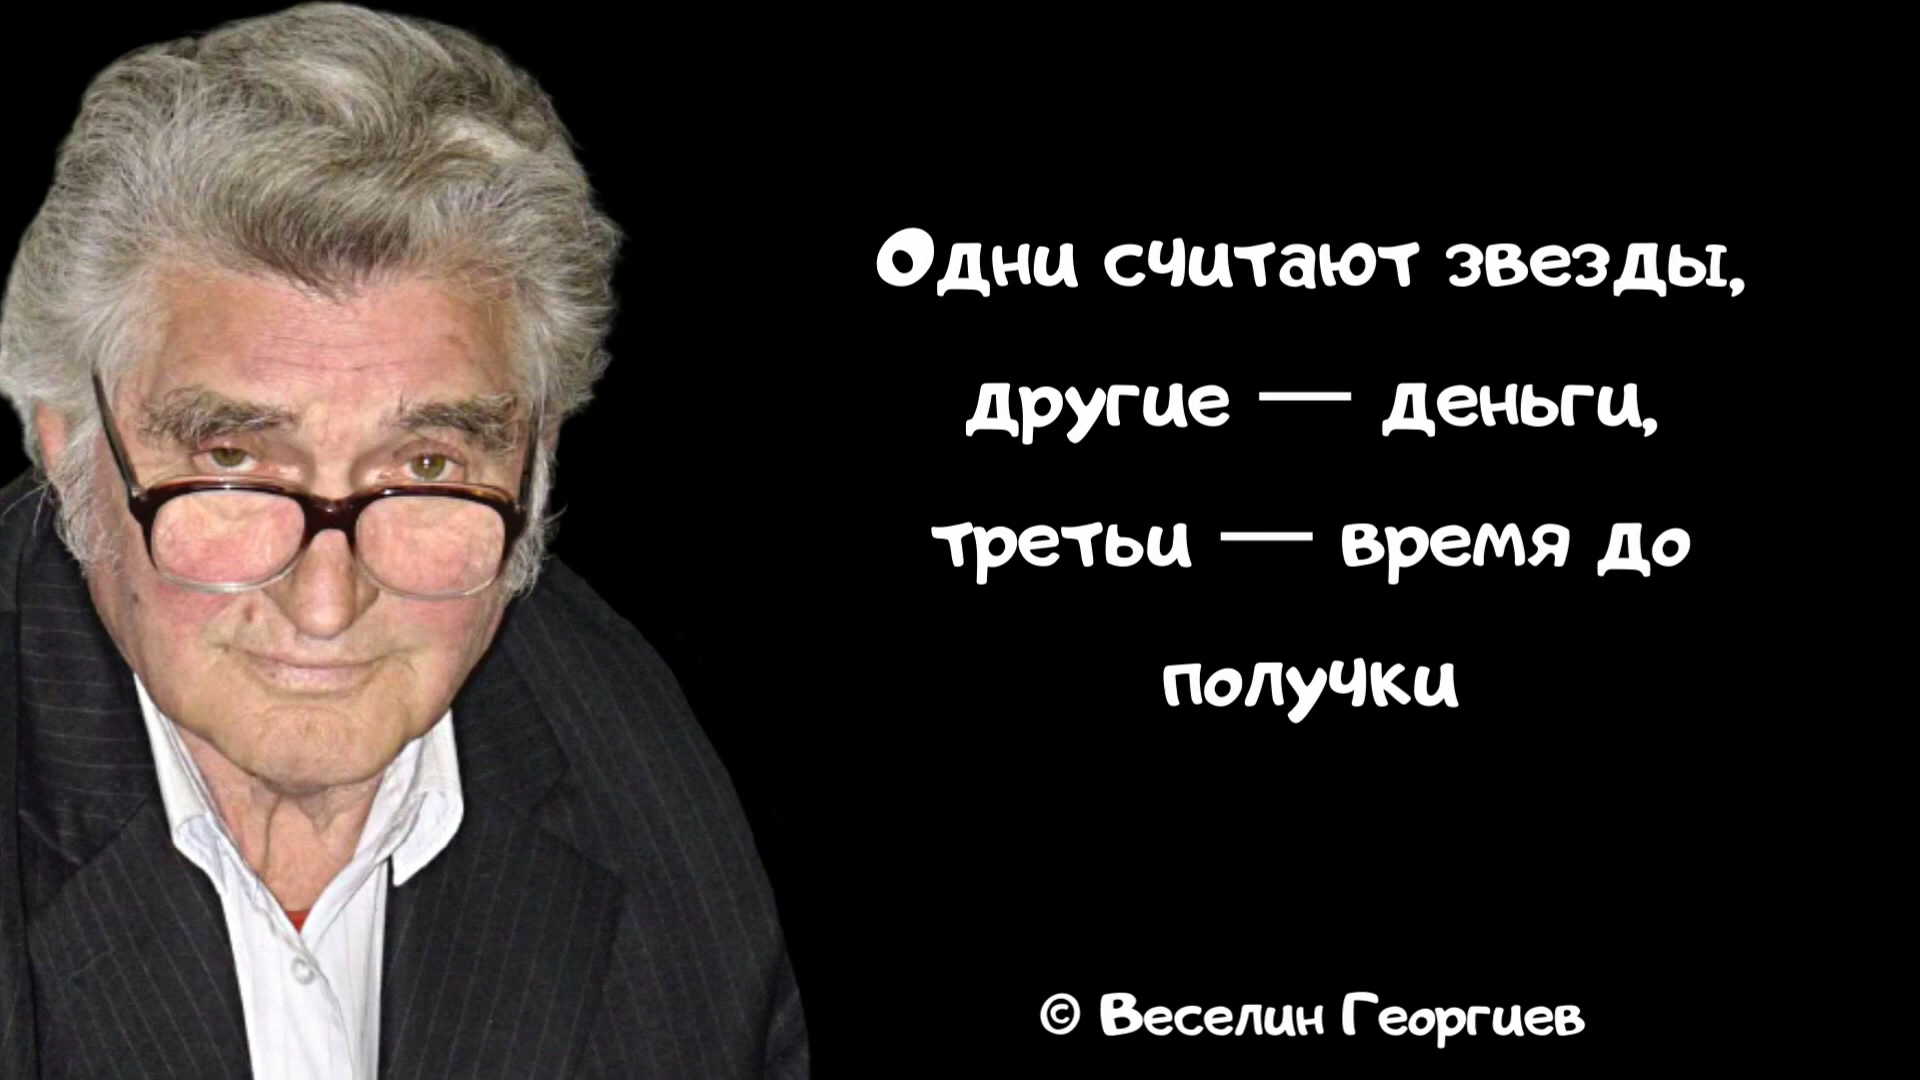 Одни считают звезды,
другие — деньги,
третьи — время до
получки
© Веселин Георгиев